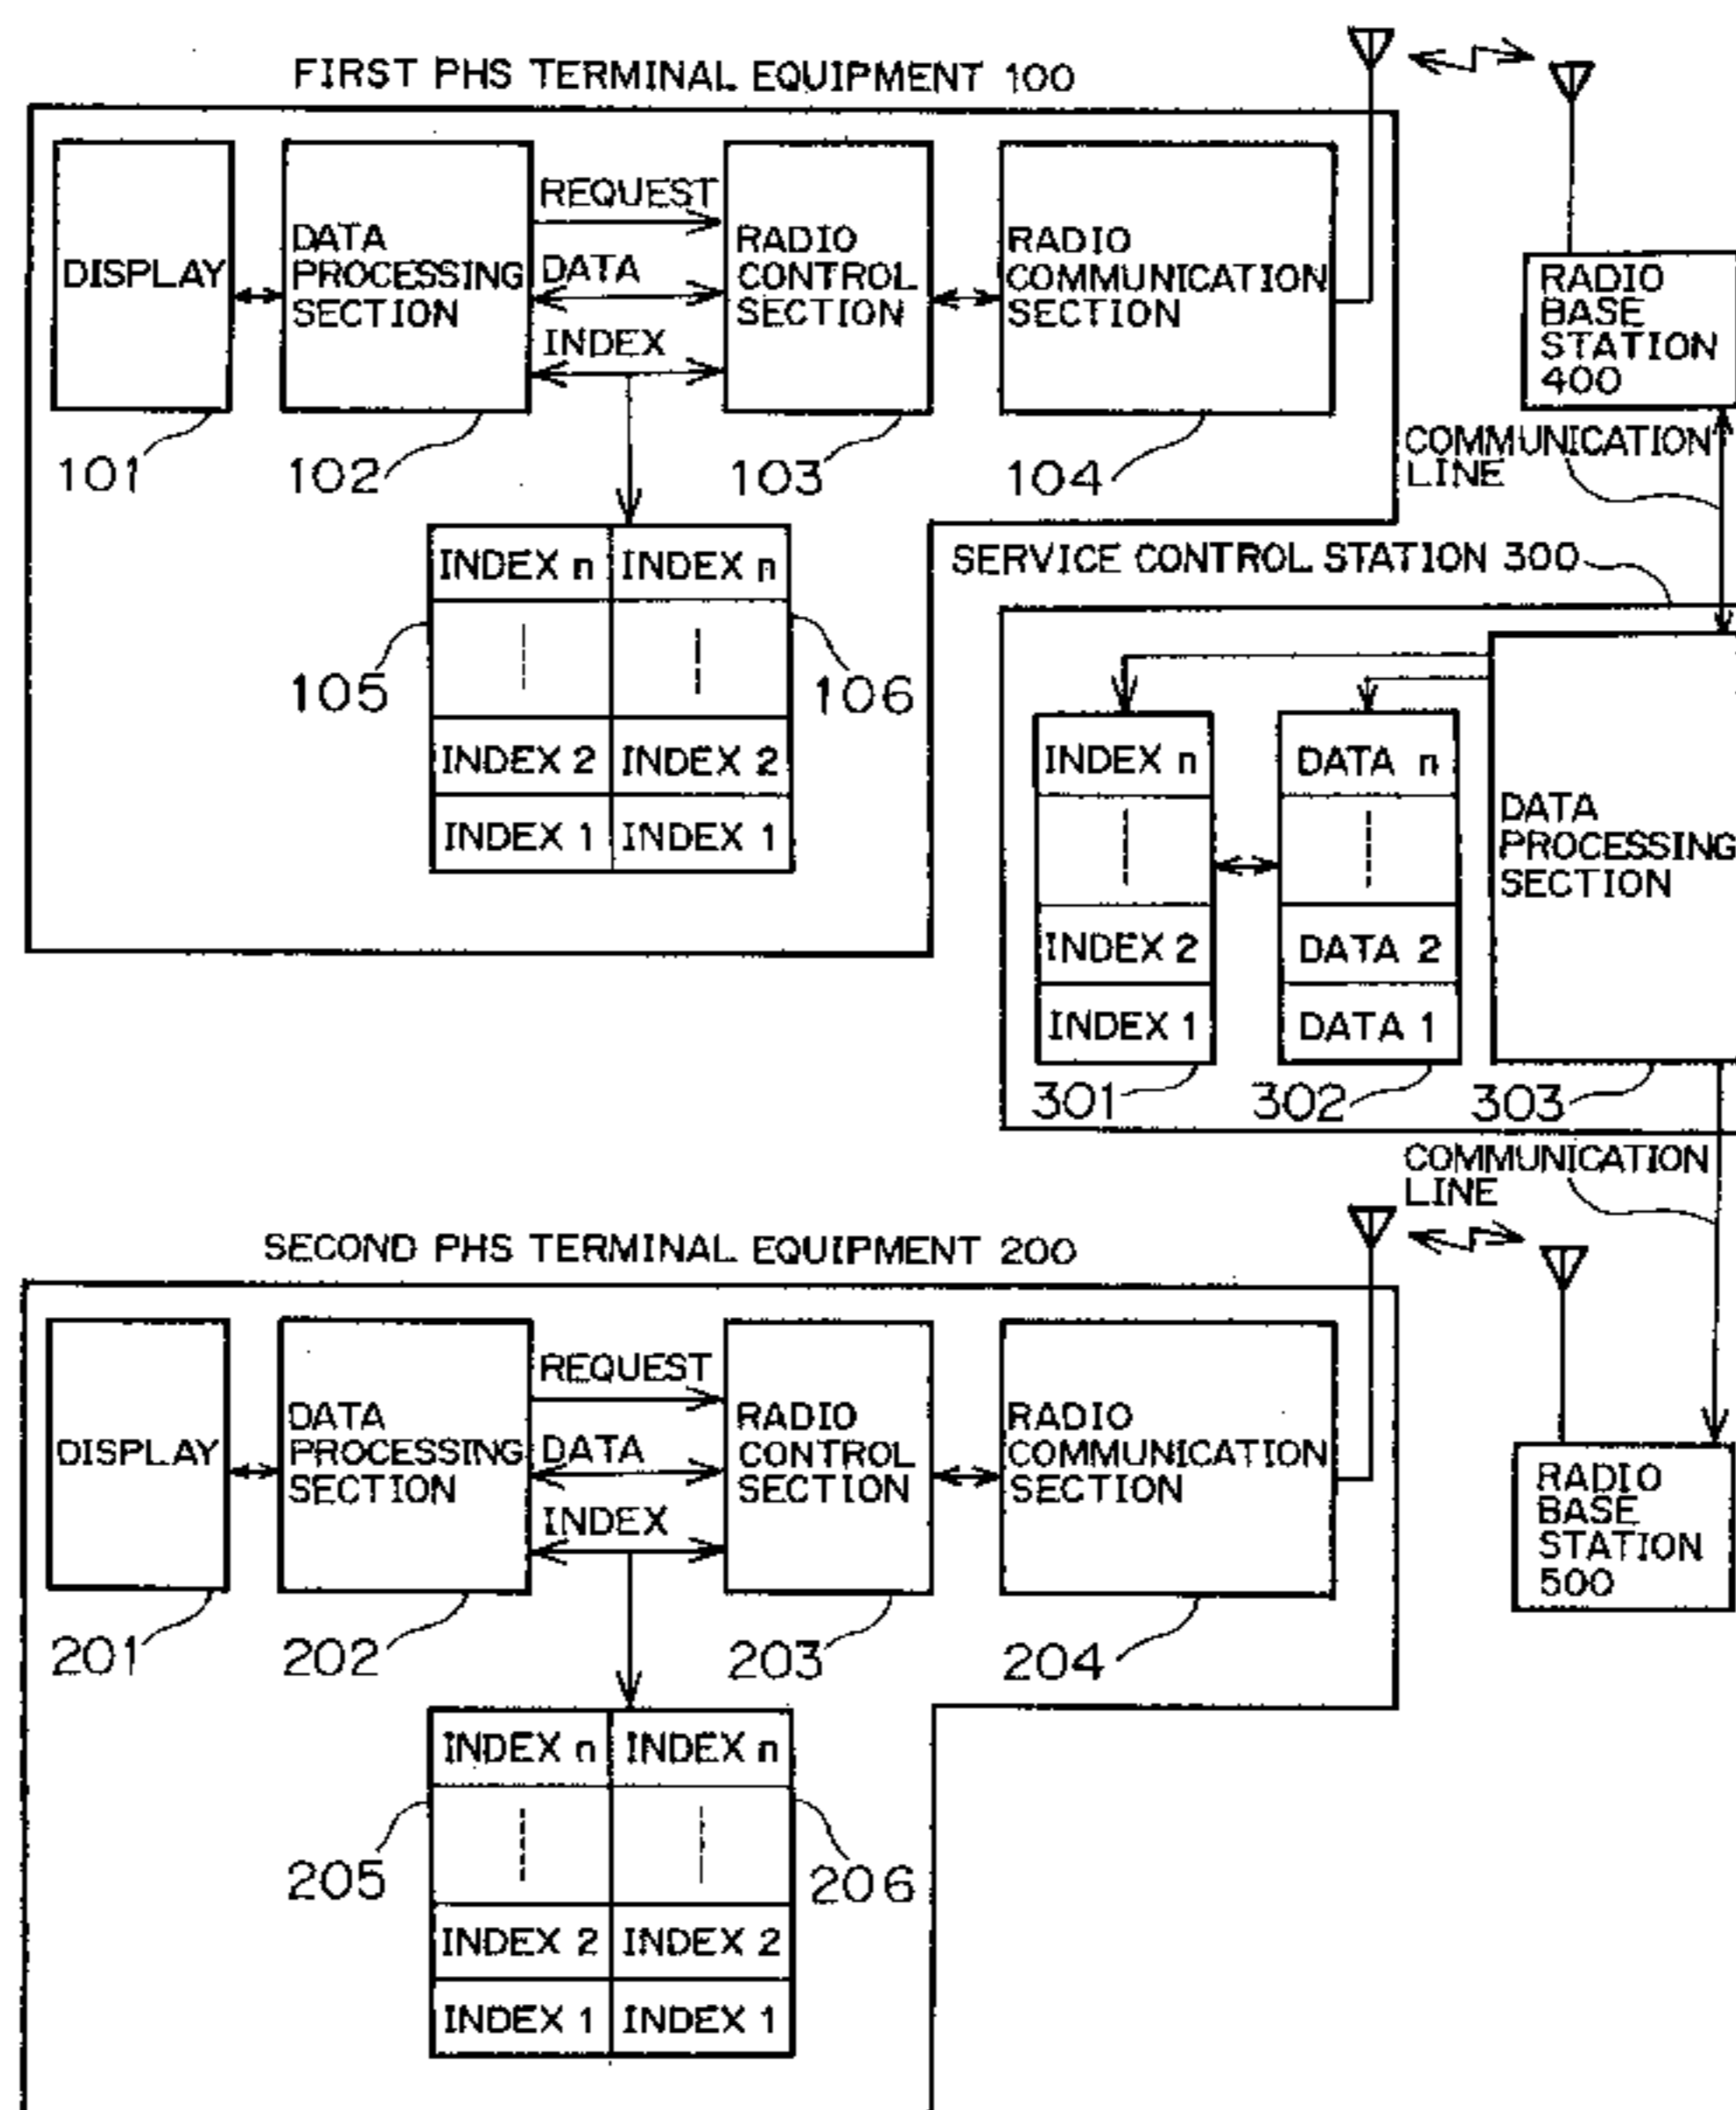 FIRST PHS TERMINAL EQUIPMENT 100
DISPLAY
DATA
PROCESSING
SECTION
REQUEST
DATA
INDEX
RADIO
CONTROL
SECTION
RADIO
COMMUNICATION
SECTION
101
102
103
104
INDEX n INDEX n
INDEX 2 INDEX 2
INDEX 1 INDEX 1
105
106
RADIO
BASE
STATION
400
COMMUNICATION
LINE
SERVICE CONTROL STATION 300
INDEX n
INDEX 2
INDEX 1
DATA n
DATA 2
DATA 1
DATA
PROCESSING
SECTION
301
302
303
COMMUNICATION
LINE
SECOND PHS TERMINAL EQUIPMENT 200
DISPLAY
DATA
PROCESSING
SECTION
REQUEST
DATA
INDEX
RADIO
CONTROL
SECTION
RADIO
COMMUNICATION
SECTION
201
202
203
204
RADIO
BASE
STATION
500
INDEX n INDEX n
INDEX 2 INDEX 2
INDEX 1 INDEX 1
205
206